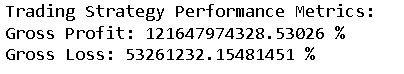 Trading Strategy Performance Metrics:
Gross Profit: 121647974328.53026 %
Gross Loss: 53261232.15481451 %